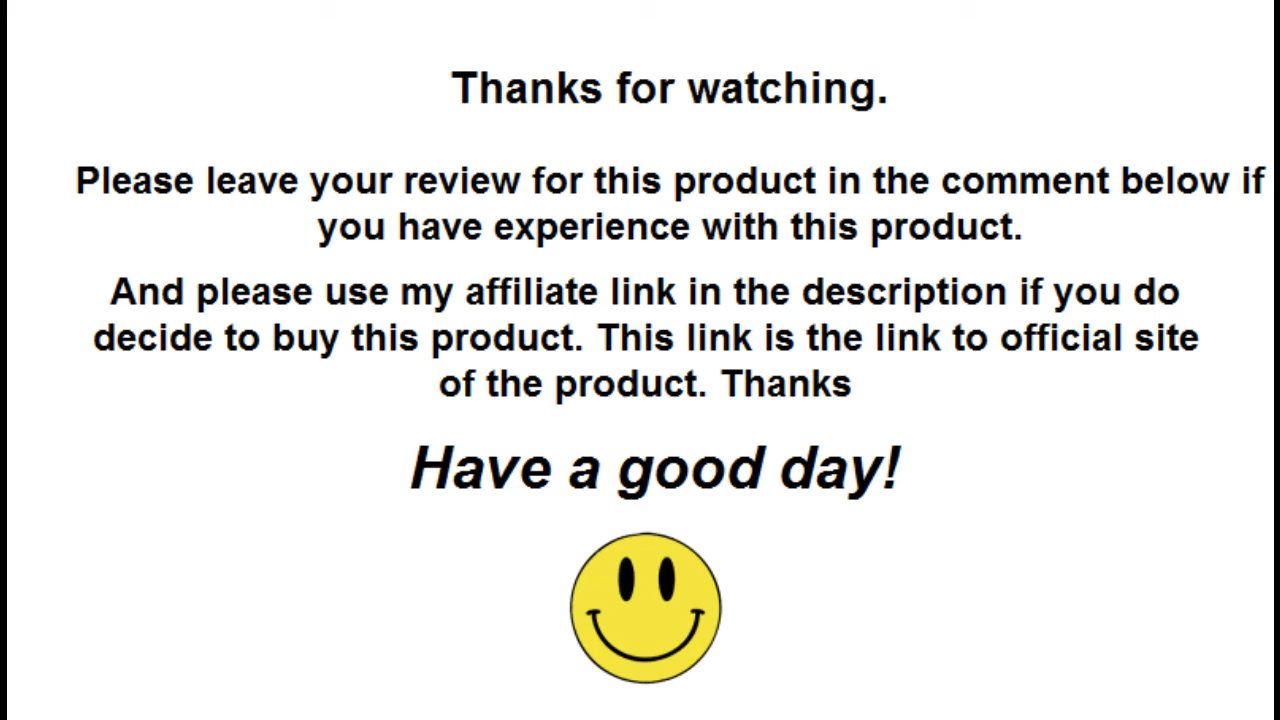 Thanks for watching.
Please leave your review for this product in the comment below if
you have experience with this product.
And please use my affiliate link in the description if you do
decide to buy this product. This link is the link to official site
of the product. Thanks
Have a good day!